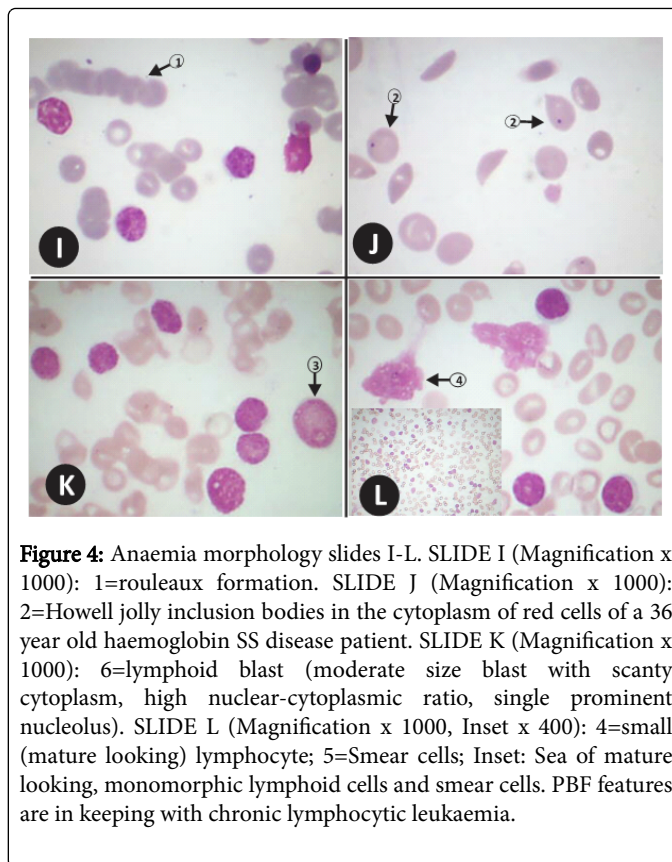 1
I
2
2
J
3
K
4
L
Figure 4: Anaemia morphology slides I-L. SLIDE I (Magnification x
1000): 1=rouleaux formation. SLIDE J (Magnification x 1000):
2=Howell jolly inclusion bodies in the cytoplasm of red cells of a 36
year old haemoglobin SS disease patient. SLIDE K (Magnification x
1000): 6=lymphoid blast (moderate size blast with scanty
cytoplasm, high nuclear-cytoplasmic ratio, single prominent
nucleolus). SLIDE L (Magnification x 1000, Inset x 400): 4=small
(mature looking) lymphocyte; 5=Smear cells; Inset: Sea of mature
looking, monomorphic lymphoid cells and smear cells. PBF features
are in keeping with chronic lymphocytic leukaemia.